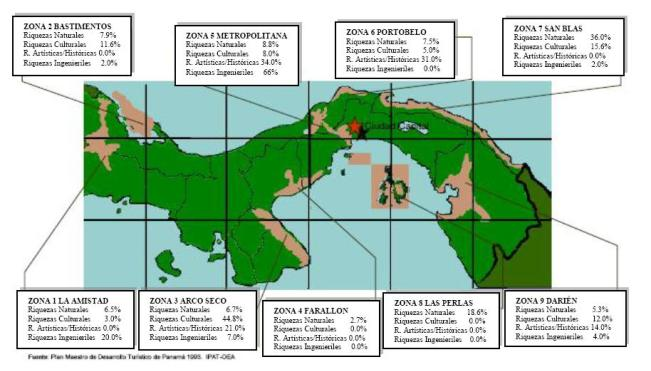 ZONA 2 BASTIMENTOS
Riquezas Naturales 7.9%
Riquezas Culturales 11.6%
R. Artísticas/Históricas 0.0%
Riquezas Ingenieriles 2.0%
ZONA 5 METROPOLITANA
Riquezas Naturales 8.8%
Riquezas Culturales 8.0%
R. Artísticas/Históricas 34.0%
Riquezas Ingenieriles 66%
ZONA 6 PORTOBELO
Riquezas Naturales 7.5%
Riquezas Culturales 5.0%
R. Artísticas/Históricas 31.0%
Riquezas Ingenieriles 0.0%
ZONA 7 SAN BLAS
Riquezas Naturales 36.0%
Riquezas Culturales 15.6%
R. Artísticas/Históricas 0.0%
Riquezas Ingenieriles 2.0%
Ciudad Capital
ZONA 1 LA AMISTAD
Riquezas Naturales 6.5%
Riquezas Culturales 3.0%
R. Artísticas/Históricas 0.0%
Riquezas Ingenieriles 20.0%
ZONA 3 ARCO SECO
Riquezas Naturales 6.7%
Riquezas Culturales 44.8%
R. Artísticas/Históricas 21.0%
Riquezas Ingenieriles 7.0%
ZONA 4 FARALLON
Riquezas Naturales 2.7%
Riquezas Culturales 0.0%
R. Artísticas/Históricas 0.0%
Riquezas Ingenieriles 0.0%
ZONA 8 LAS PERLAS
Riquezas Naturales 18.6%
Riquezas Culturales 0.0%
R. Artísticas/Históricas 0.0%
Riquezas Ingenieriles 0.0%
ZONA 9 DARIÉN
Riquezas Naturales 5.3%
Riquezas Culturales 12.0%
R. Artísticas/Históricas 14.0%
Riquezas Ingenieriles 4.0%
Fuente: Plan Maestro de Desarrollo Turístico de Panamá 1993. IPAT-OEA